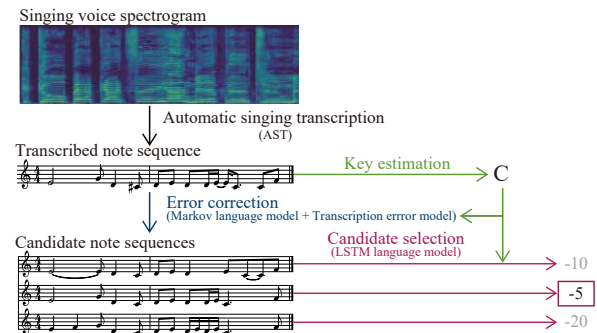 Singing voice spectrogram
Automatic singing transcription
(AST)
Transcribed note sequence
Key estimation
C
Error correction
(Markov language model + Transcription errror model)
Candidate note sequences
Candidate selection
(LSTM language model)
-10
-5
-20